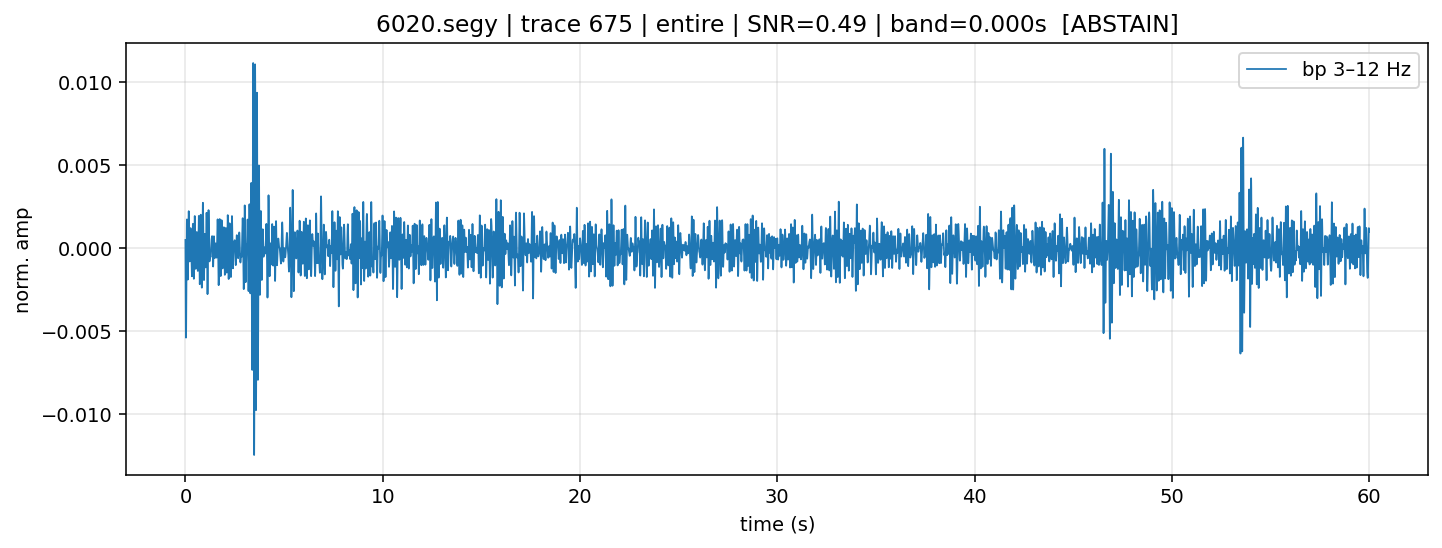 6020.segy | trace 675 | entire | SNR=0.49 | band=0.000s  [ABSTAIN]
bp 3–12 Hz
norm. amp
0.010
0.005
0.000
−0.005
−0.010
0 10 20 30 40 50 60
time (s)